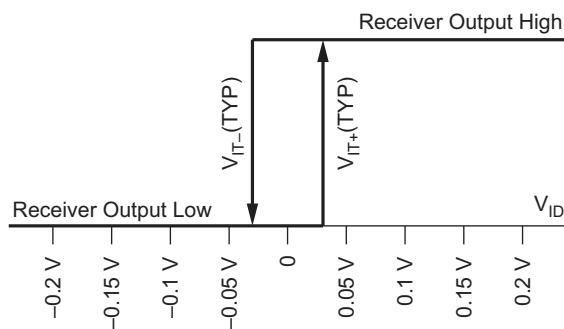 Receiver Output High
V_IT−(TYP)
V_IT+(TYP)
Receiver Output Low
V_ID
–0.2 V
–0.15 V
–0.1 V
–0.05 V
0
0.05 V
0.1 V
0.15 V
0.2 V